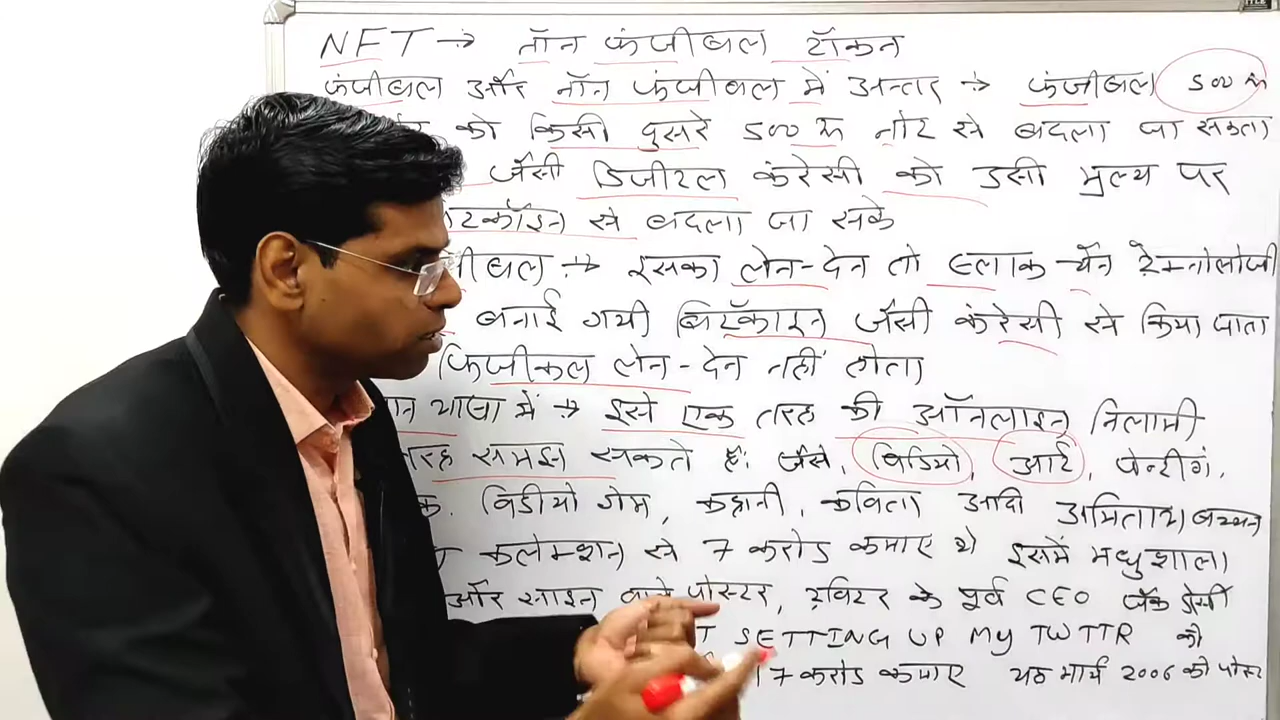 NFT → नॉन फंजीबल टॉकन
फंजीबल और नॉन फंजीबल में अन्तर → फंजीबल 500 रू
को किसी दुसरे 500 रू नोट से बदला जा सकता
जैसी डिजीटल करेंसी को उसी मुल्य पर
से बदला जा सके
→ इसका लेन-देन तो ब्लाक चैन टेक्नोलोजी
बनाई गयी बिटकॉइन जैसी करेंसी से किया जाता
फिजीकल लेन-देन नहीं होता
में → इसे एक तरह की ऑनलाइन निलामी
समझ सकते हैं. जैसे, विडियो, आर्ट, पेन्टींग,
विडीयो गेम, कहानी, कविता आदी अमिताभ बच्चन
कलेक्शन से 7 करोड कमाए थे इसमें मधुशाला
और साइन वाले पोस्टर, ट्विटर के पूर्व CEO जॅक डोर्सी
SETTING UP MY TWTTR को
17 करोड कमाए यह मार्च 2006 को पोस्ट